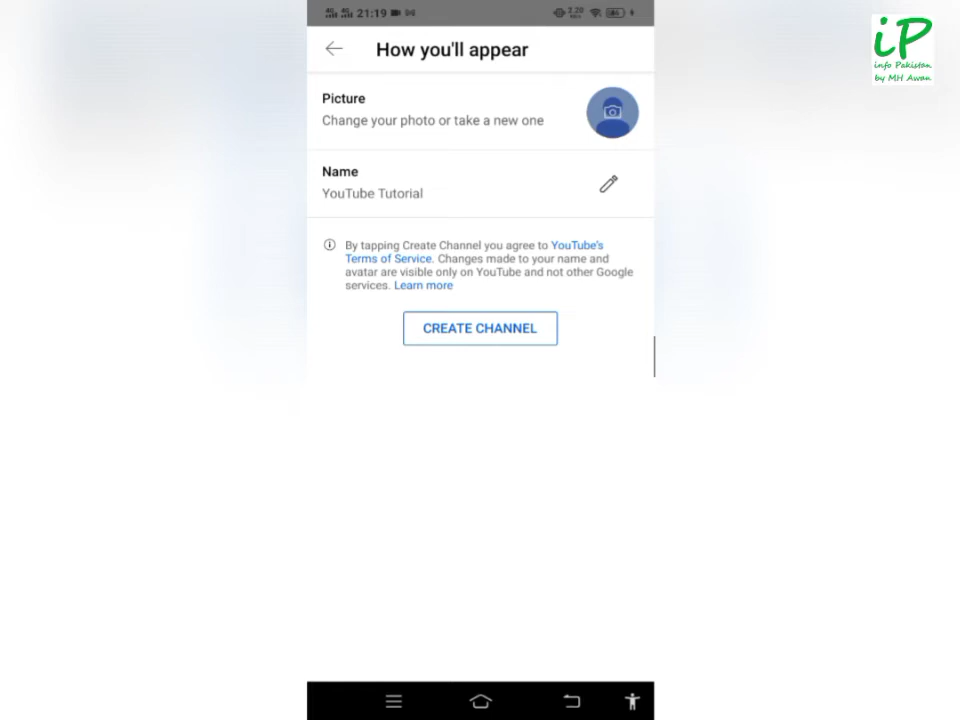 21:19
2.20
How you'll appear
Picture
Change your photo or take a new one
Name
YouTube Tutorial
By tapping Create Channel you agree to YouTube's
Terms of Service. Changes made to your name and
avatar are visible only on YouTube and not other Google
services. Learn more
CREATE CHANNEL
iP
info Pakistan
by MH Awan